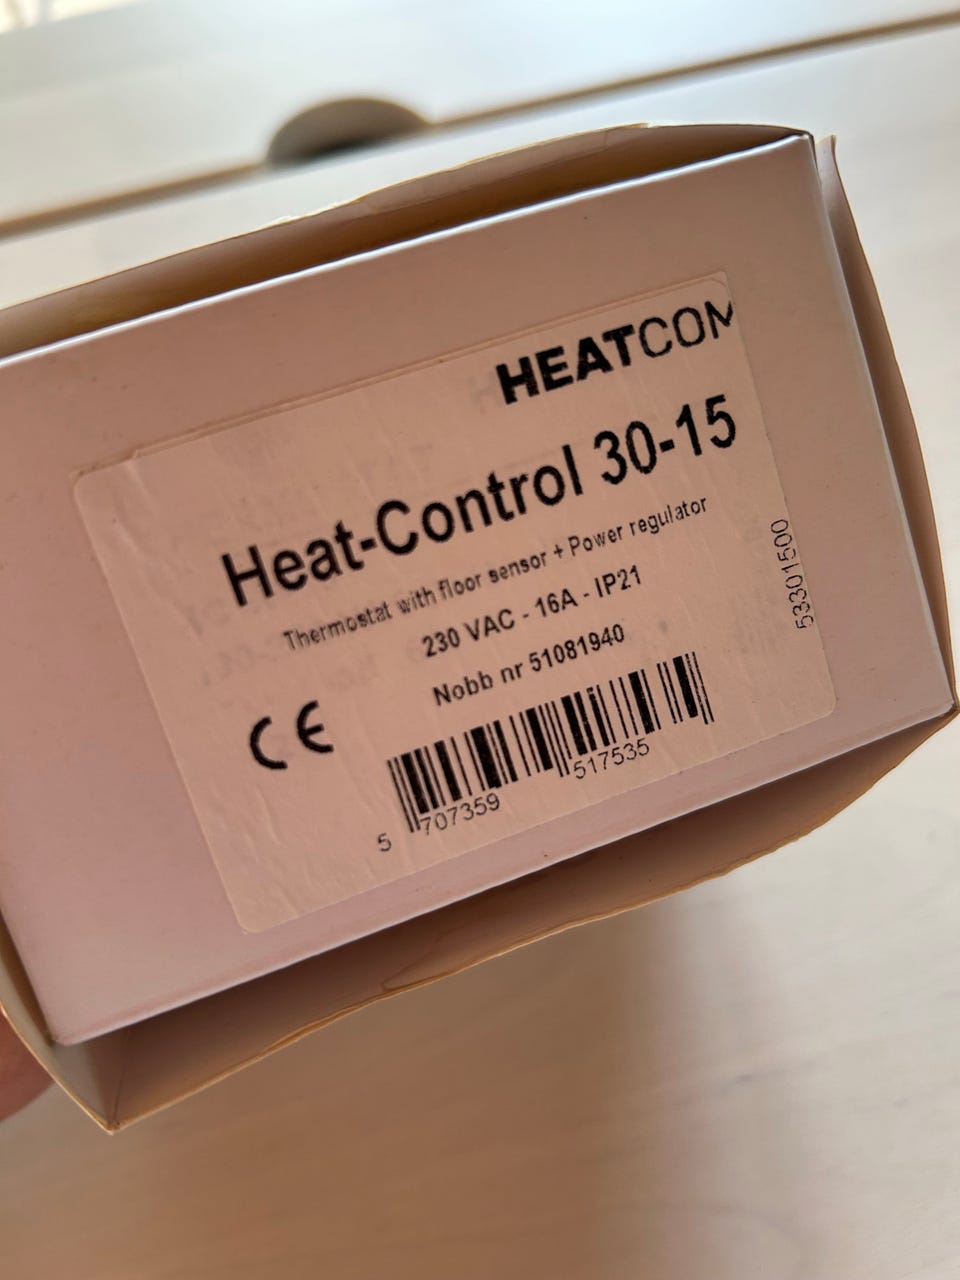 HEATCOM
Heat-Control 30-15
Thermostat with floor sensor + Power regulator
230 VAC - 16A - IP21
Nobb nr 51081940
53301500
CE
5 707359 517535